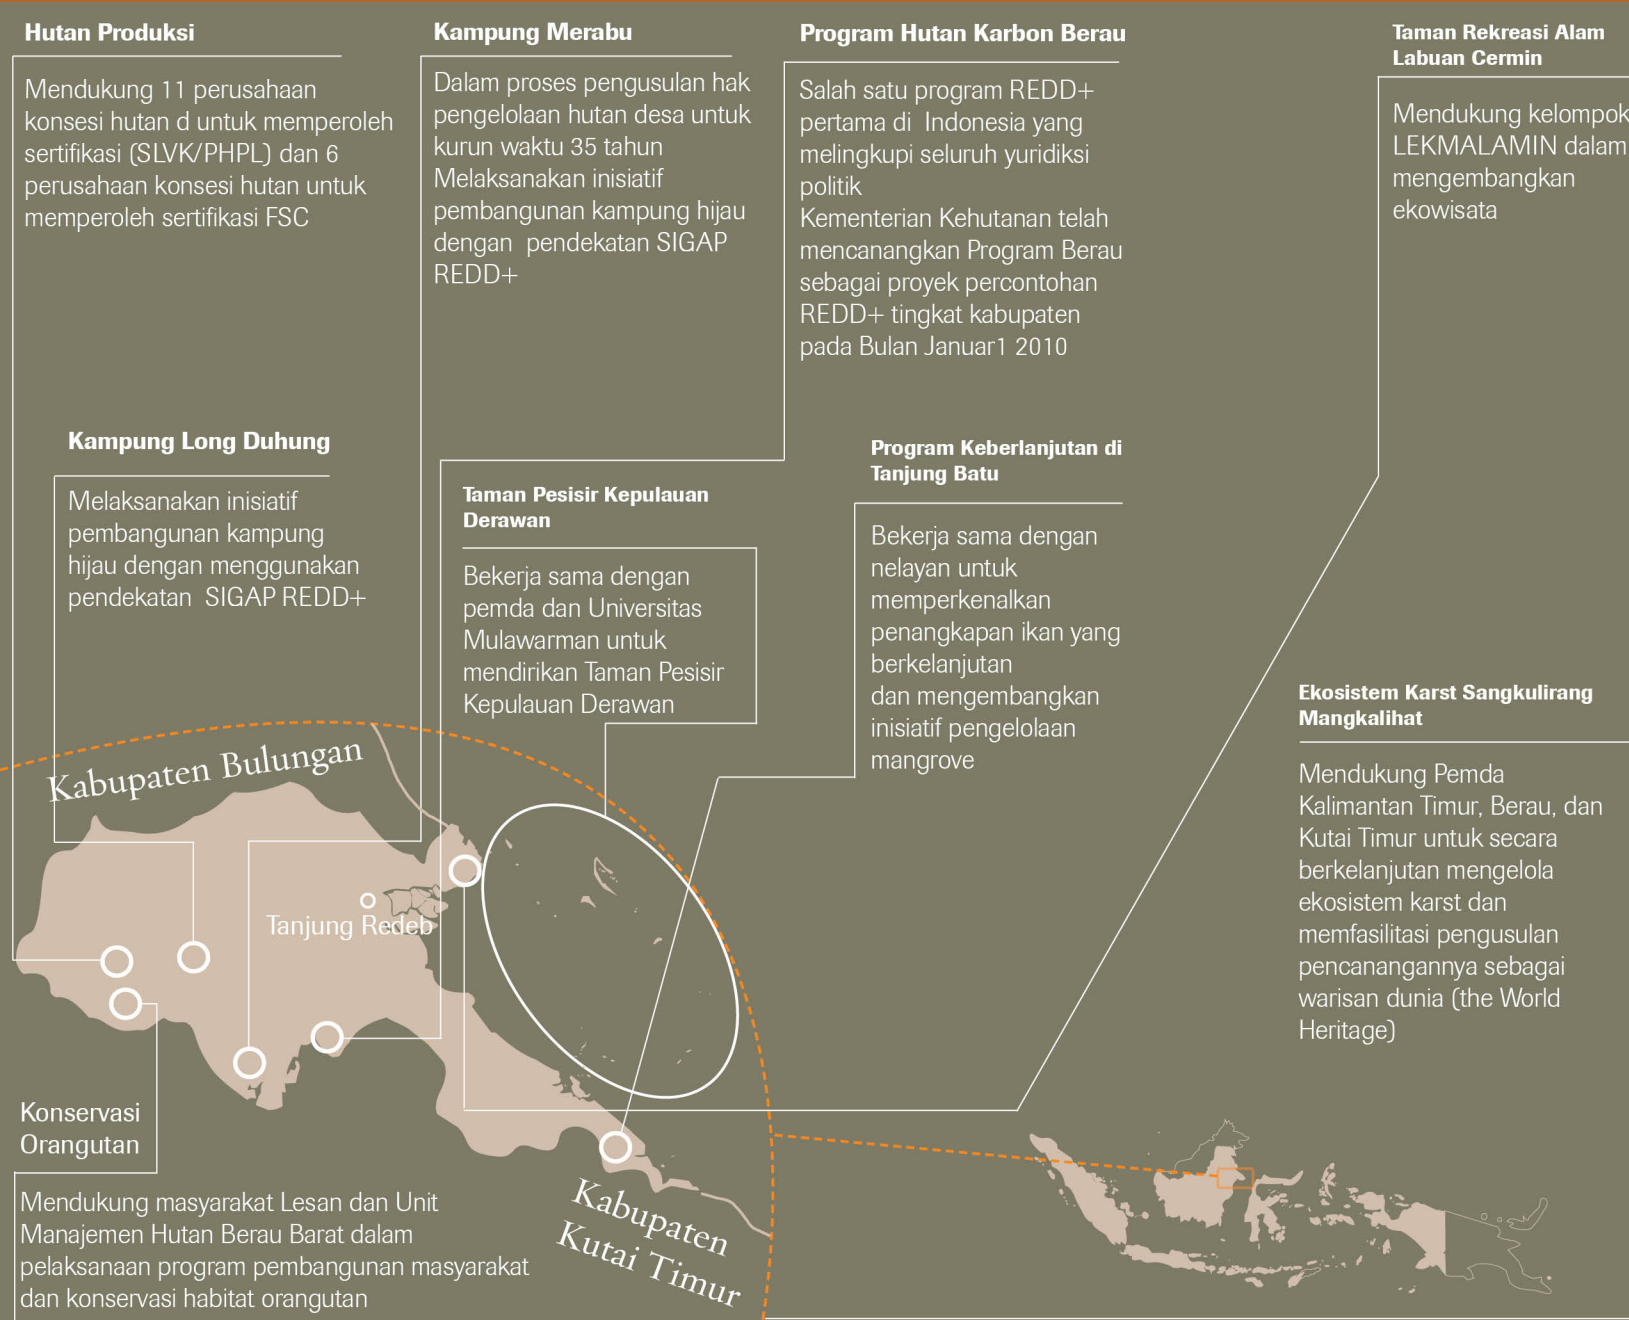 Hutan Produksi
Mendukung 11 perusahaan
konsesi hutan d untuk memperoleh
sertifikasi (SLVK/PHPL) dan 6
perusahaan konsesi hutan untuk
memperoleh sertifikasi FSC
Kampung Merabu
Dalam proses pengusulan hak
pengelolaan hutan desa untuk
kurun waktu 35 tahun
Melaksanakan inisiatif
pembangunan kampung hijau
dengan pendekatan SIGAP
REDD+
Program Hutan Karbon Berau
Salah satu program REDD+
pertama di Indonesia yang
melingkupi seluruh yuridiksi
politik
Kementerian Kehutanan telah
mencanangkan Program Berau
sebagai proyek percontohan
REDD+ tingkat kabupaten
pada Bulan Januar1 2010
Taman Rekreasi Alam
Labuan Cermin
Mendukung kelompok
LEKMALAMIN dalam
mengembangkan
ekowisata
Kampung Long Duhung
Melaksanakan inisiatif
pembangunan kampung
hijau dengan menggunakan
pendekatan SIGAP REDD+
Taman Pesisir Kepulauan
Derawan
Bekerja sama dengan
pemda dan Universitas
Mulawarman untuk
mendirikan Taman Pesisir
Kepulauan Derawan
Program Keberlanjutan di
Tanjung Batu
Bekerja sama dengan
nelayan untuk
memperkenalkan
penangkapan ikan yang
berkelanjutan
dan mengembangkan
inisiatif pengelolaan
mangrove
Ekosistem Karst Sangkulirang
Mangkalihat
Mendukung Pemda
Kalimantan Timur, Berau, dan
Kutai Timur untuk secara
berkelanjutan mengelola
ekosistem karst dan
memfasilitasi pengusulan
pencanangannya sebagai
warisan dunia (the World
Heritage)
Kabupaten Bulungan
Tanjung Redeb
Konservasi
Orangutan
Mendukung masyarakat Lesan dan Unit
Manajemen Hutan Berau Barat dalam
pelaksanaan program pembangunan masyarakat
dan konservasi habitat orangutan
Kabupaten
Kutai Timur